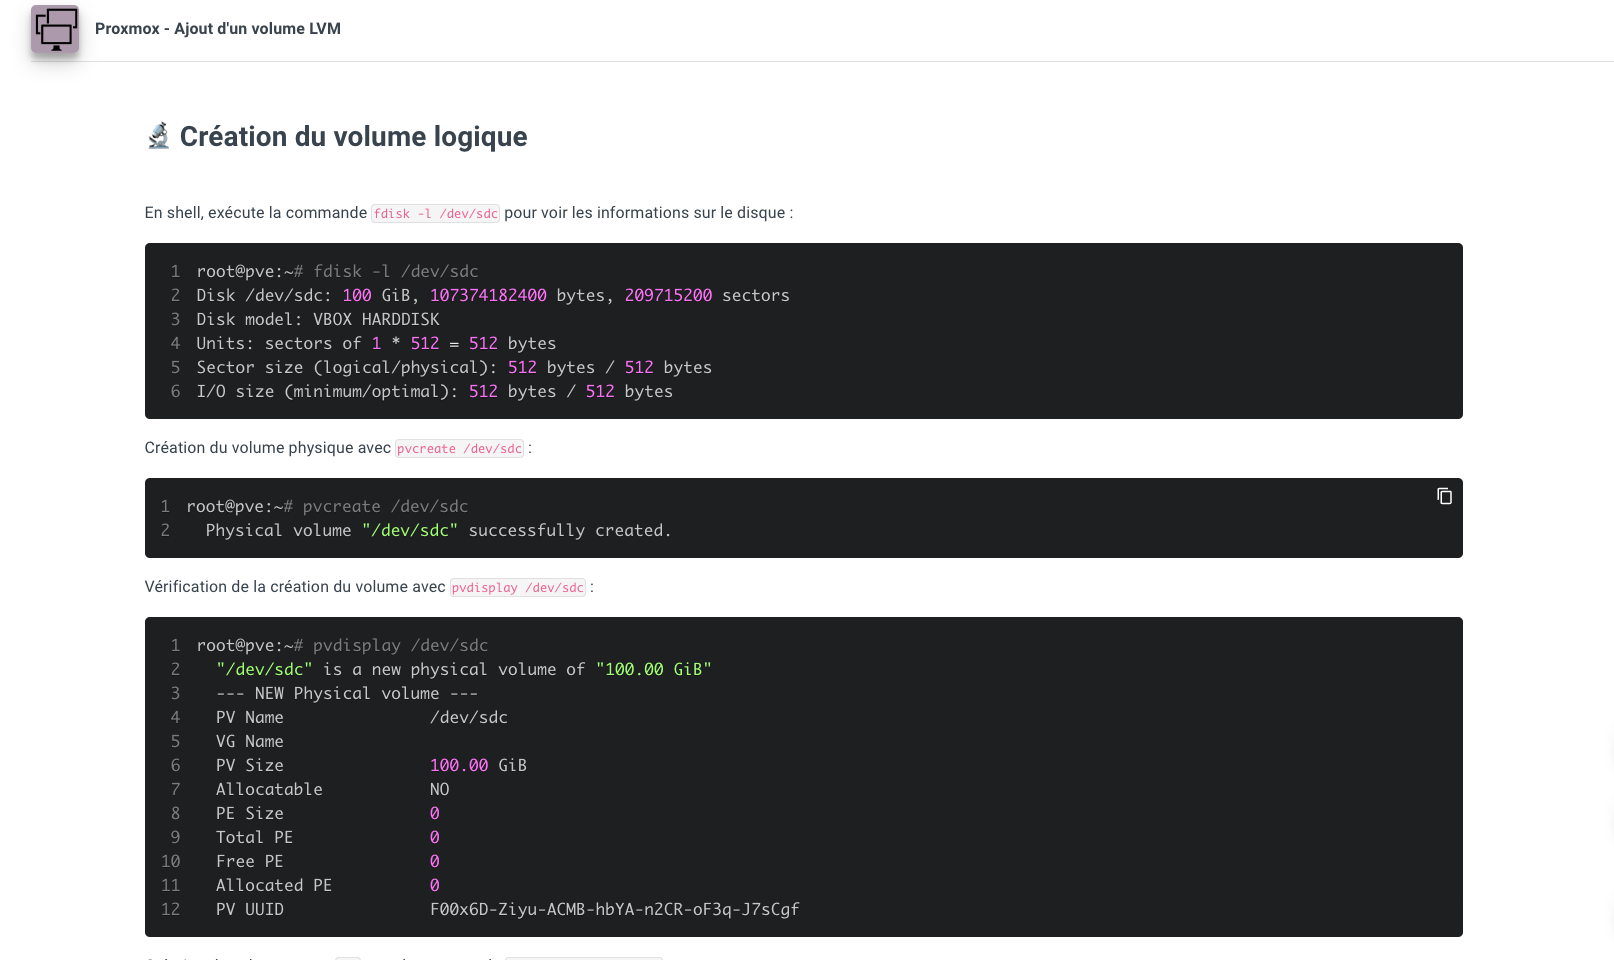 Proxmox - Ajout d'un volume LVM
🔬 Création du volume logique
En shell, exécute la commande fdisk -l /dev/sdc pour voir les informations sur le disque :
1 root@pve:~# fdisk -l /dev/sdc
2 Disk /dev/sdc: 100 GiB, 107374182400 bytes, 209715200 sectors
3 Disk model: VBOX HARDDISK
4 Units: sectors of 1 * 512 = 512 bytes
5 Sector size (logical/physical): 512 bytes / 512 bytes
6 I/O size (minimum/optimal): 512 bytes / 512 bytes
Création du volume physique avec pvcreate /dev/sdc :
1 root@pve:~# pvcreate /dev/sdc
2   Physical volume "/dev/sdc" successfully created.
Vérification de la création du volume avec pvdisplay /dev/sdc :
1 root@pve:~# pvdisplay /dev/sdc
2   "/dev/sdc" is a new physical volume of "100.00 GiB"
3   --- NEW Physical volume ---
4   PV Name               /dev/sdc
5   VG Name
6   PV Size               100.00 GiB
7   Allocatable           NO
8   PE Size               0
9   Total PE              0
10   Free PE               0
11   Allocated PE          0
12   PV UUID               F00x6D-Ziyu-ACMB-hbYA-n2CR-oF3q-J7sCgf